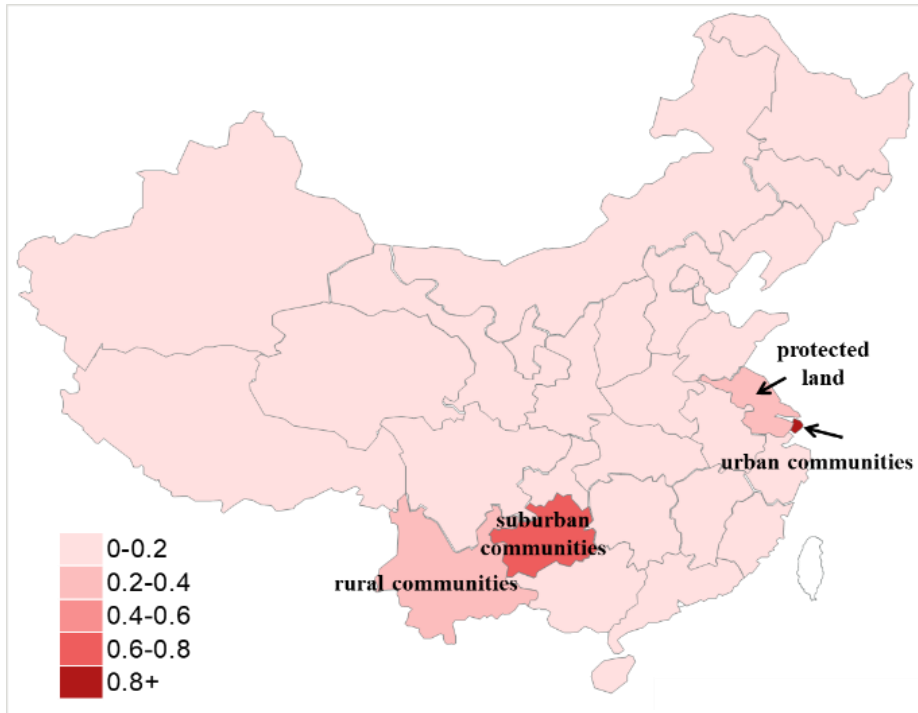 protected
land
urban communities
suburban
communities
rural communities
0-0.2
0.2-0.4
0.4-0.6
0.6-0.8
0.8+